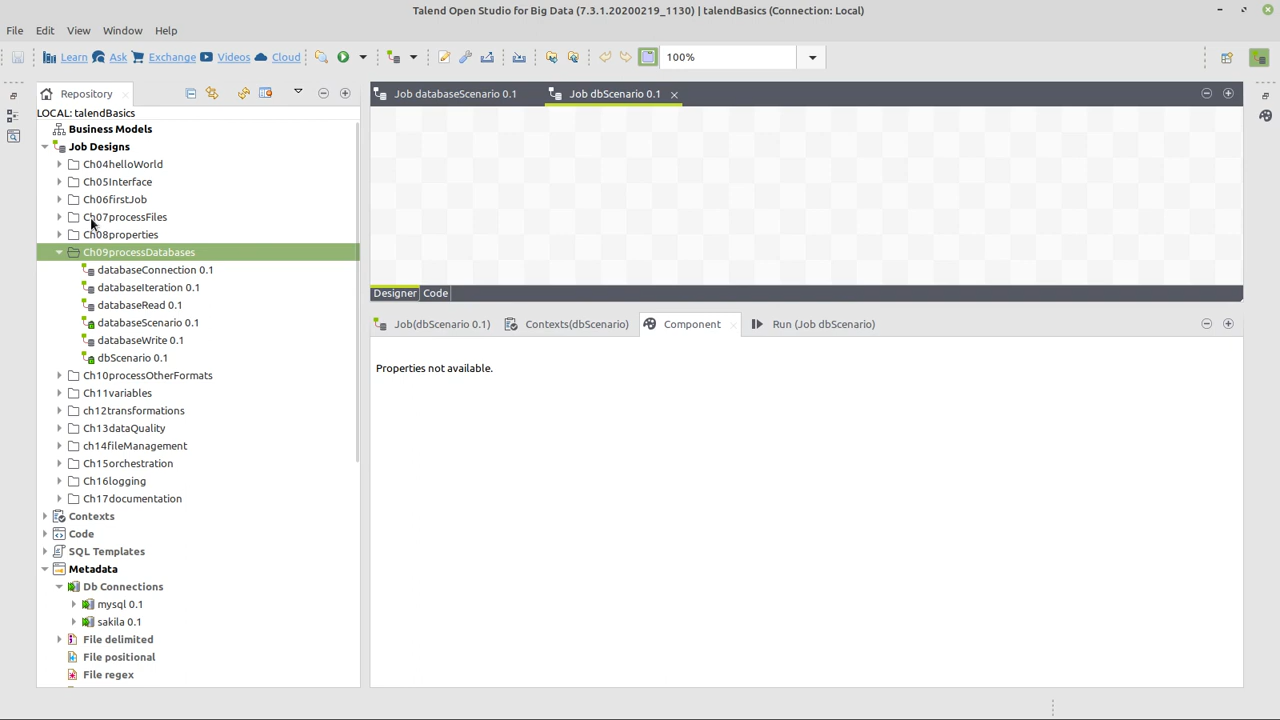 Talend Open Studio for Big Data (7.3.1.20200219_1130) | talendBasics (Connection: Local)
File Edit View Window Help
Learn Ask Exchange Videos Cloud 100%
Repository
LOCAL: talendBasics
Business Models
Job Designs
Ch04helloWorld
Ch05Interface
Ch06firstJob
Ch07processFiles
Ch08properties
Ch09processDatabases
databaseConnection 0.1
databaseIteration 0.1
databaseRead 0.1
databaseScenario 0.1
databaseWrite 0.1
dbScenario 0.1
Ch10processOtherFormats
Ch11variables
ch12transformations
Ch13dataQuality
ch14fileManagement
Ch15orchestration
Ch16logging
Ch17documentation
Contexts
Code
SQL Templates
Metadata
Db Connections
mysql 0.1
sakila 0.1
File delimited
File positional
File regex
Job databaseScenario 0.1 Job dbScenario 0.1
Designer Code
Job(dbScenario 0.1) Contexts(dbScenario) Component Run (Job dbScenario)
Properties not available.